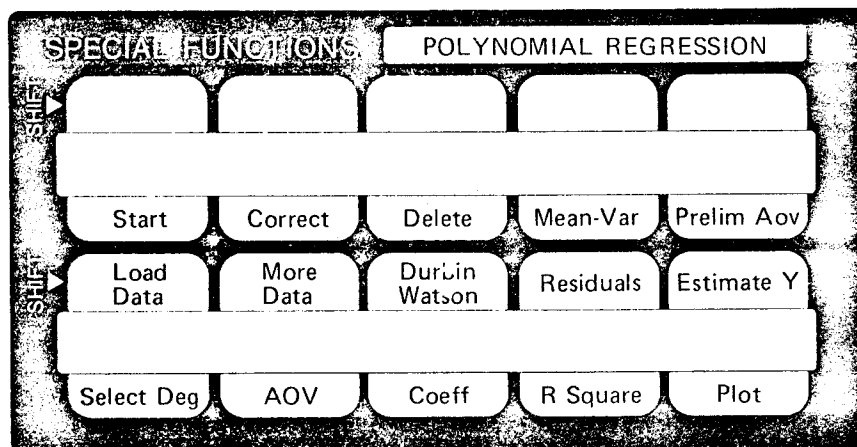 SPECIAL FUNCTIONS POLYNOMIAL REGRESSION
SHIFT
Start Correct Delete Mean-Var Prelim Aov
SHIFT
Load Data More Data Durbin Watson Residuals Estimate Y
Select Deg AOV Coeff R Square Plot